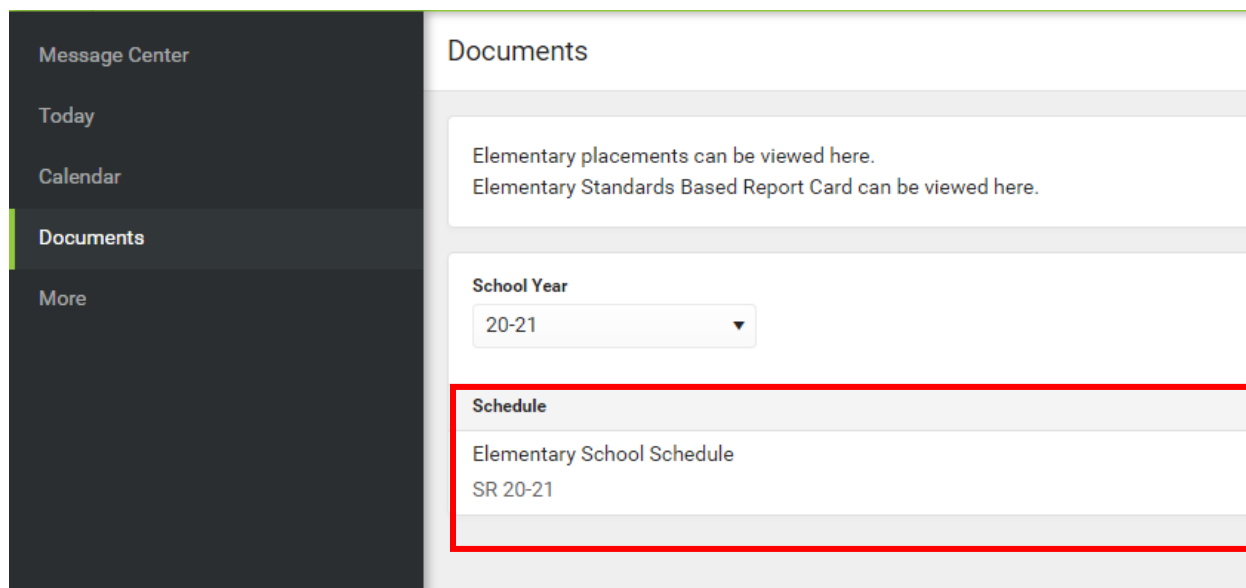 Message Center
Today
Calendar
Documents
More
Documents
Elementary placements can be viewed here.
Elementary Standards Based Report Card can be viewed here.
School Year
20-21
Schedule
Elementary School Schedule
SR 20-21